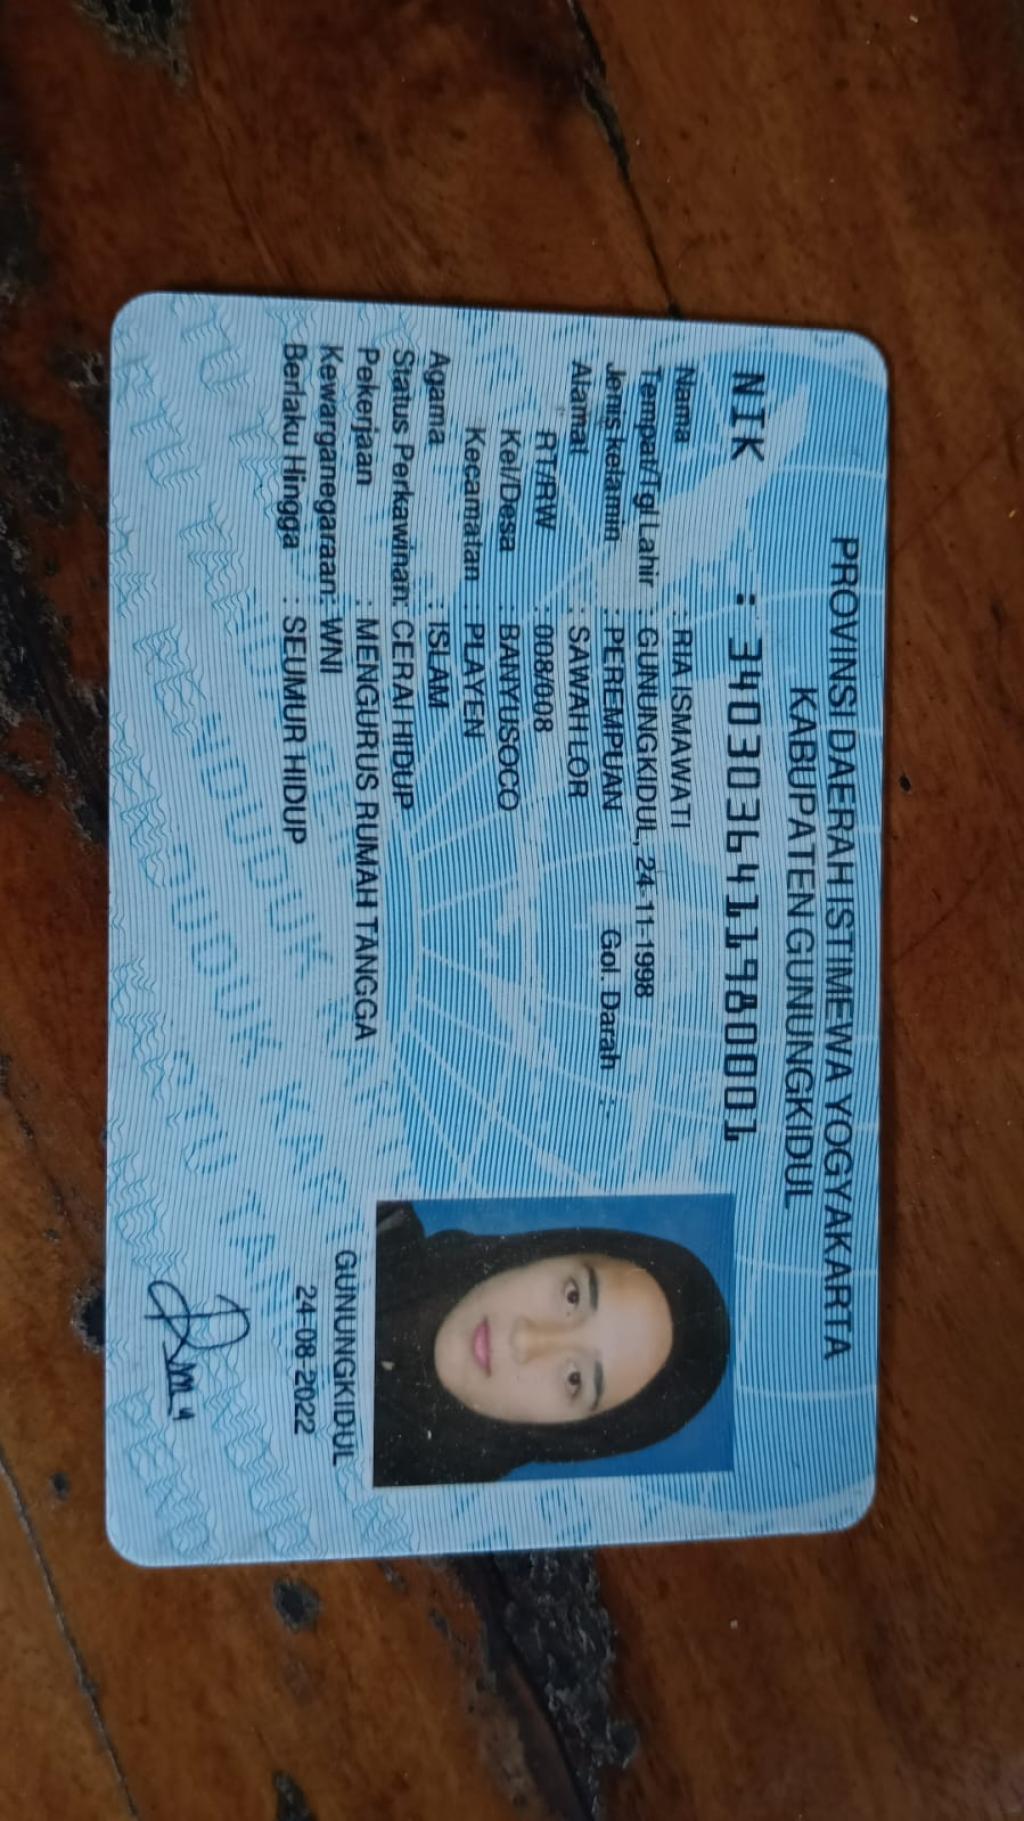 PROVINSI DAERAH ISTIMEWA YOGYAKARTA
KABUPATEN GUNUNGKIDUL
NIK : 3403036411980001
Nama : RIA ISMAWATI
Tempat/Tgl Lahir : GUNUNGKIDUL, 24-11-1998
Jenis kelamin : PEREMPUAN Gol. Darah :-
Alamat : SAWAH LOR
RT/RW : 008/008
Kel/Desa : BANYUSOCO
Kecamatan : PLAYEN
Agama : ISLAM
Status Perkawinan: CERAI HIDUP
Pekerjaan : MENGURUS RUMAH TANGGA
Kewarganegaraan: WNI
Berlaku Hingga : SEUMUR HIDUP
GUNUNGKIDUL
24-08-2022